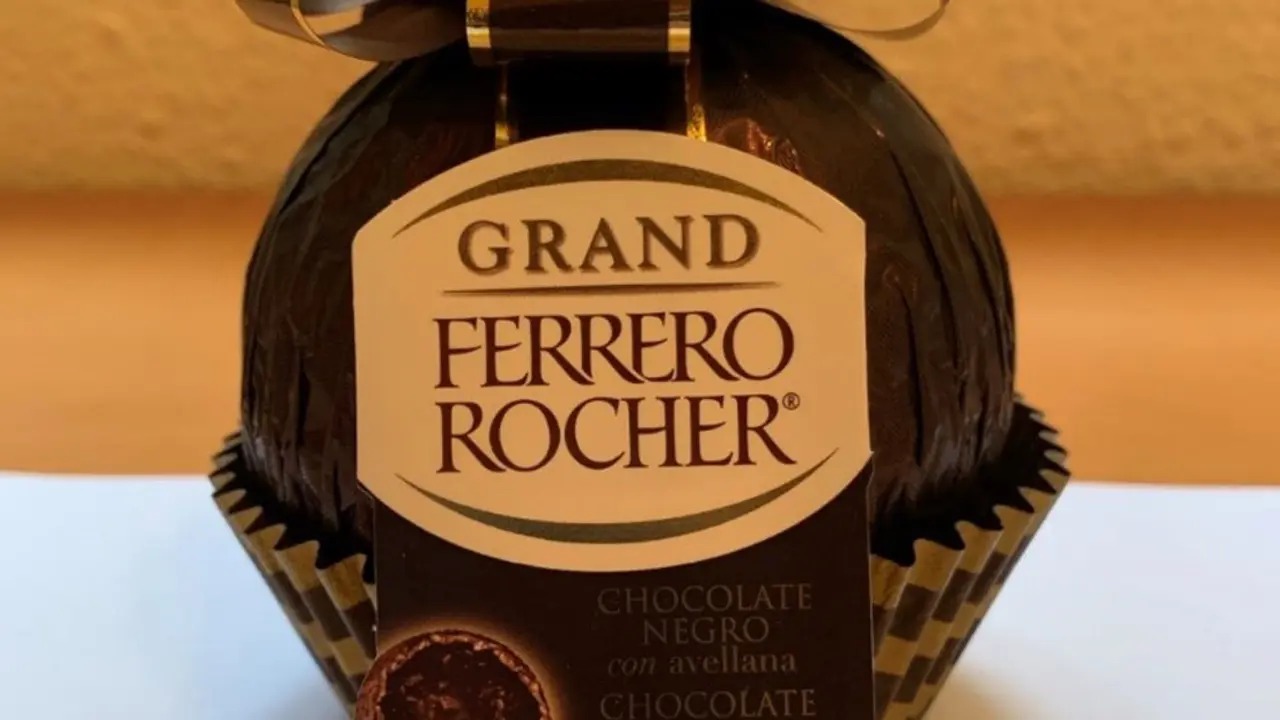 GRAND
FERRERO
ROCHER®
CHOCOLATE
NEGRO
con avellana
CHOCOLATE